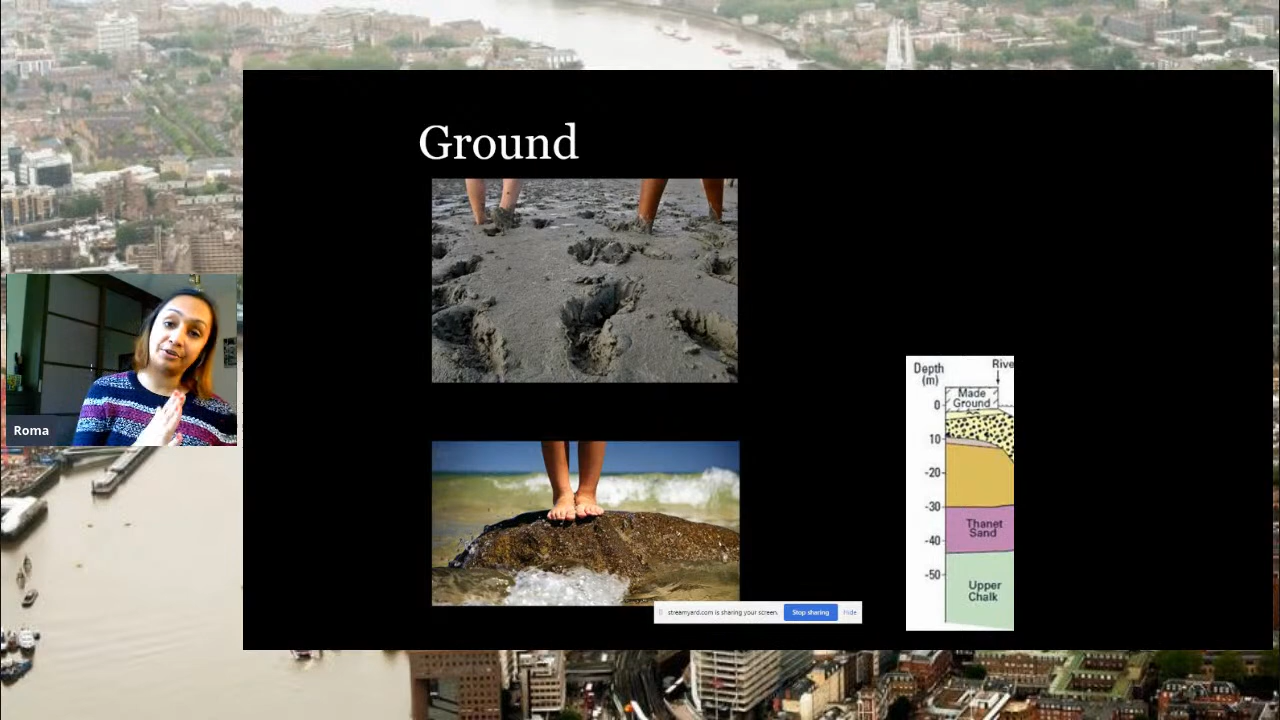 Ground
Roma
Depth
(m)
Rive
Made
Ground
0
10
-20
-30
Thanet
Sand
-40
-50
Upper
Chalk
streamyard.com is sharing your screen.
Stop sharing
Hide